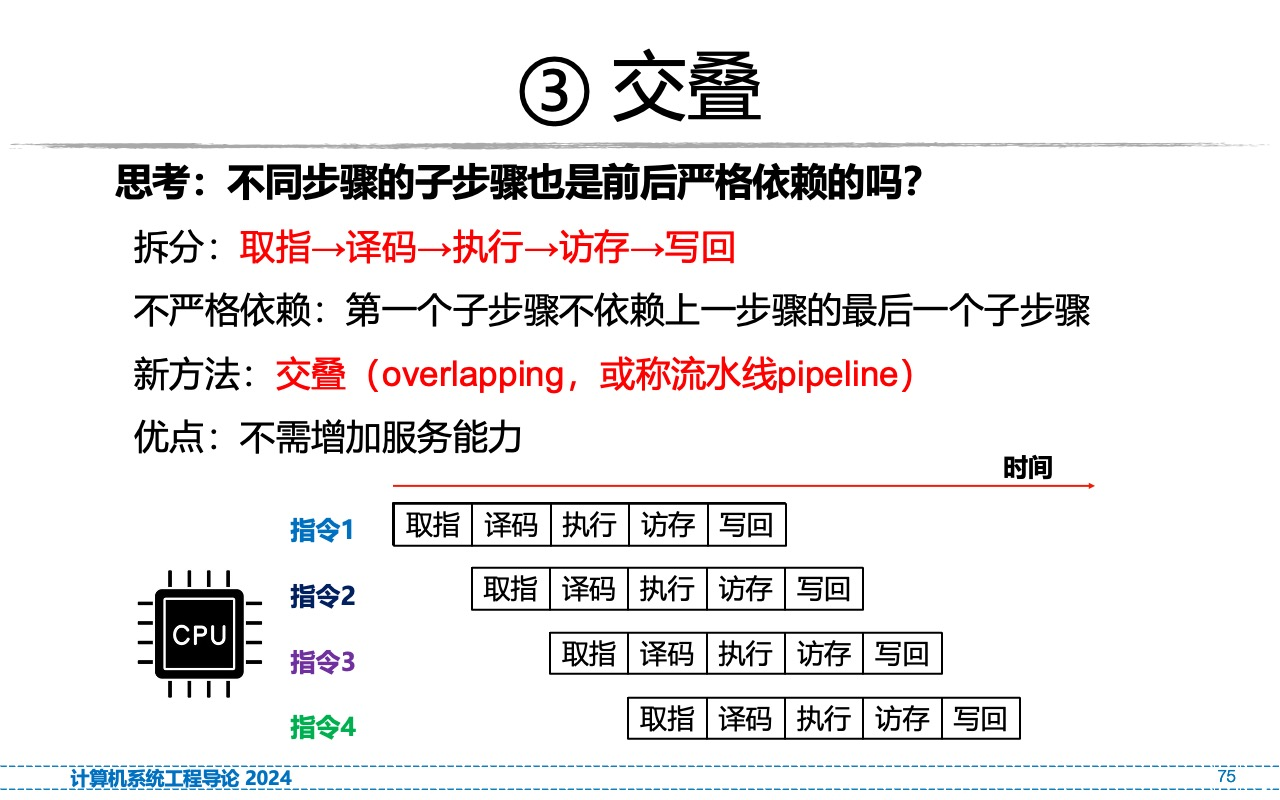 ③ 交叠
思考：不同步骤的子步骤也是前后严格依赖的吗？
拆分：取指→译码→执行→访存→写回
不严格依赖：第一个子步骤不依赖上一步骤的最后一个子步骤
新方法：交叠（overlapping，或称流水线pipeline）
优点：不需增加服务能力
时间
指令1 取指 译码 执行 访存 写回
指令2 取指 译码 执行 访存 写回
CPU
指令3 取指 译码 执行 访存 写回
指令4 取指 译码 执行 访存 写回
计算机系统工程导论 2024
75